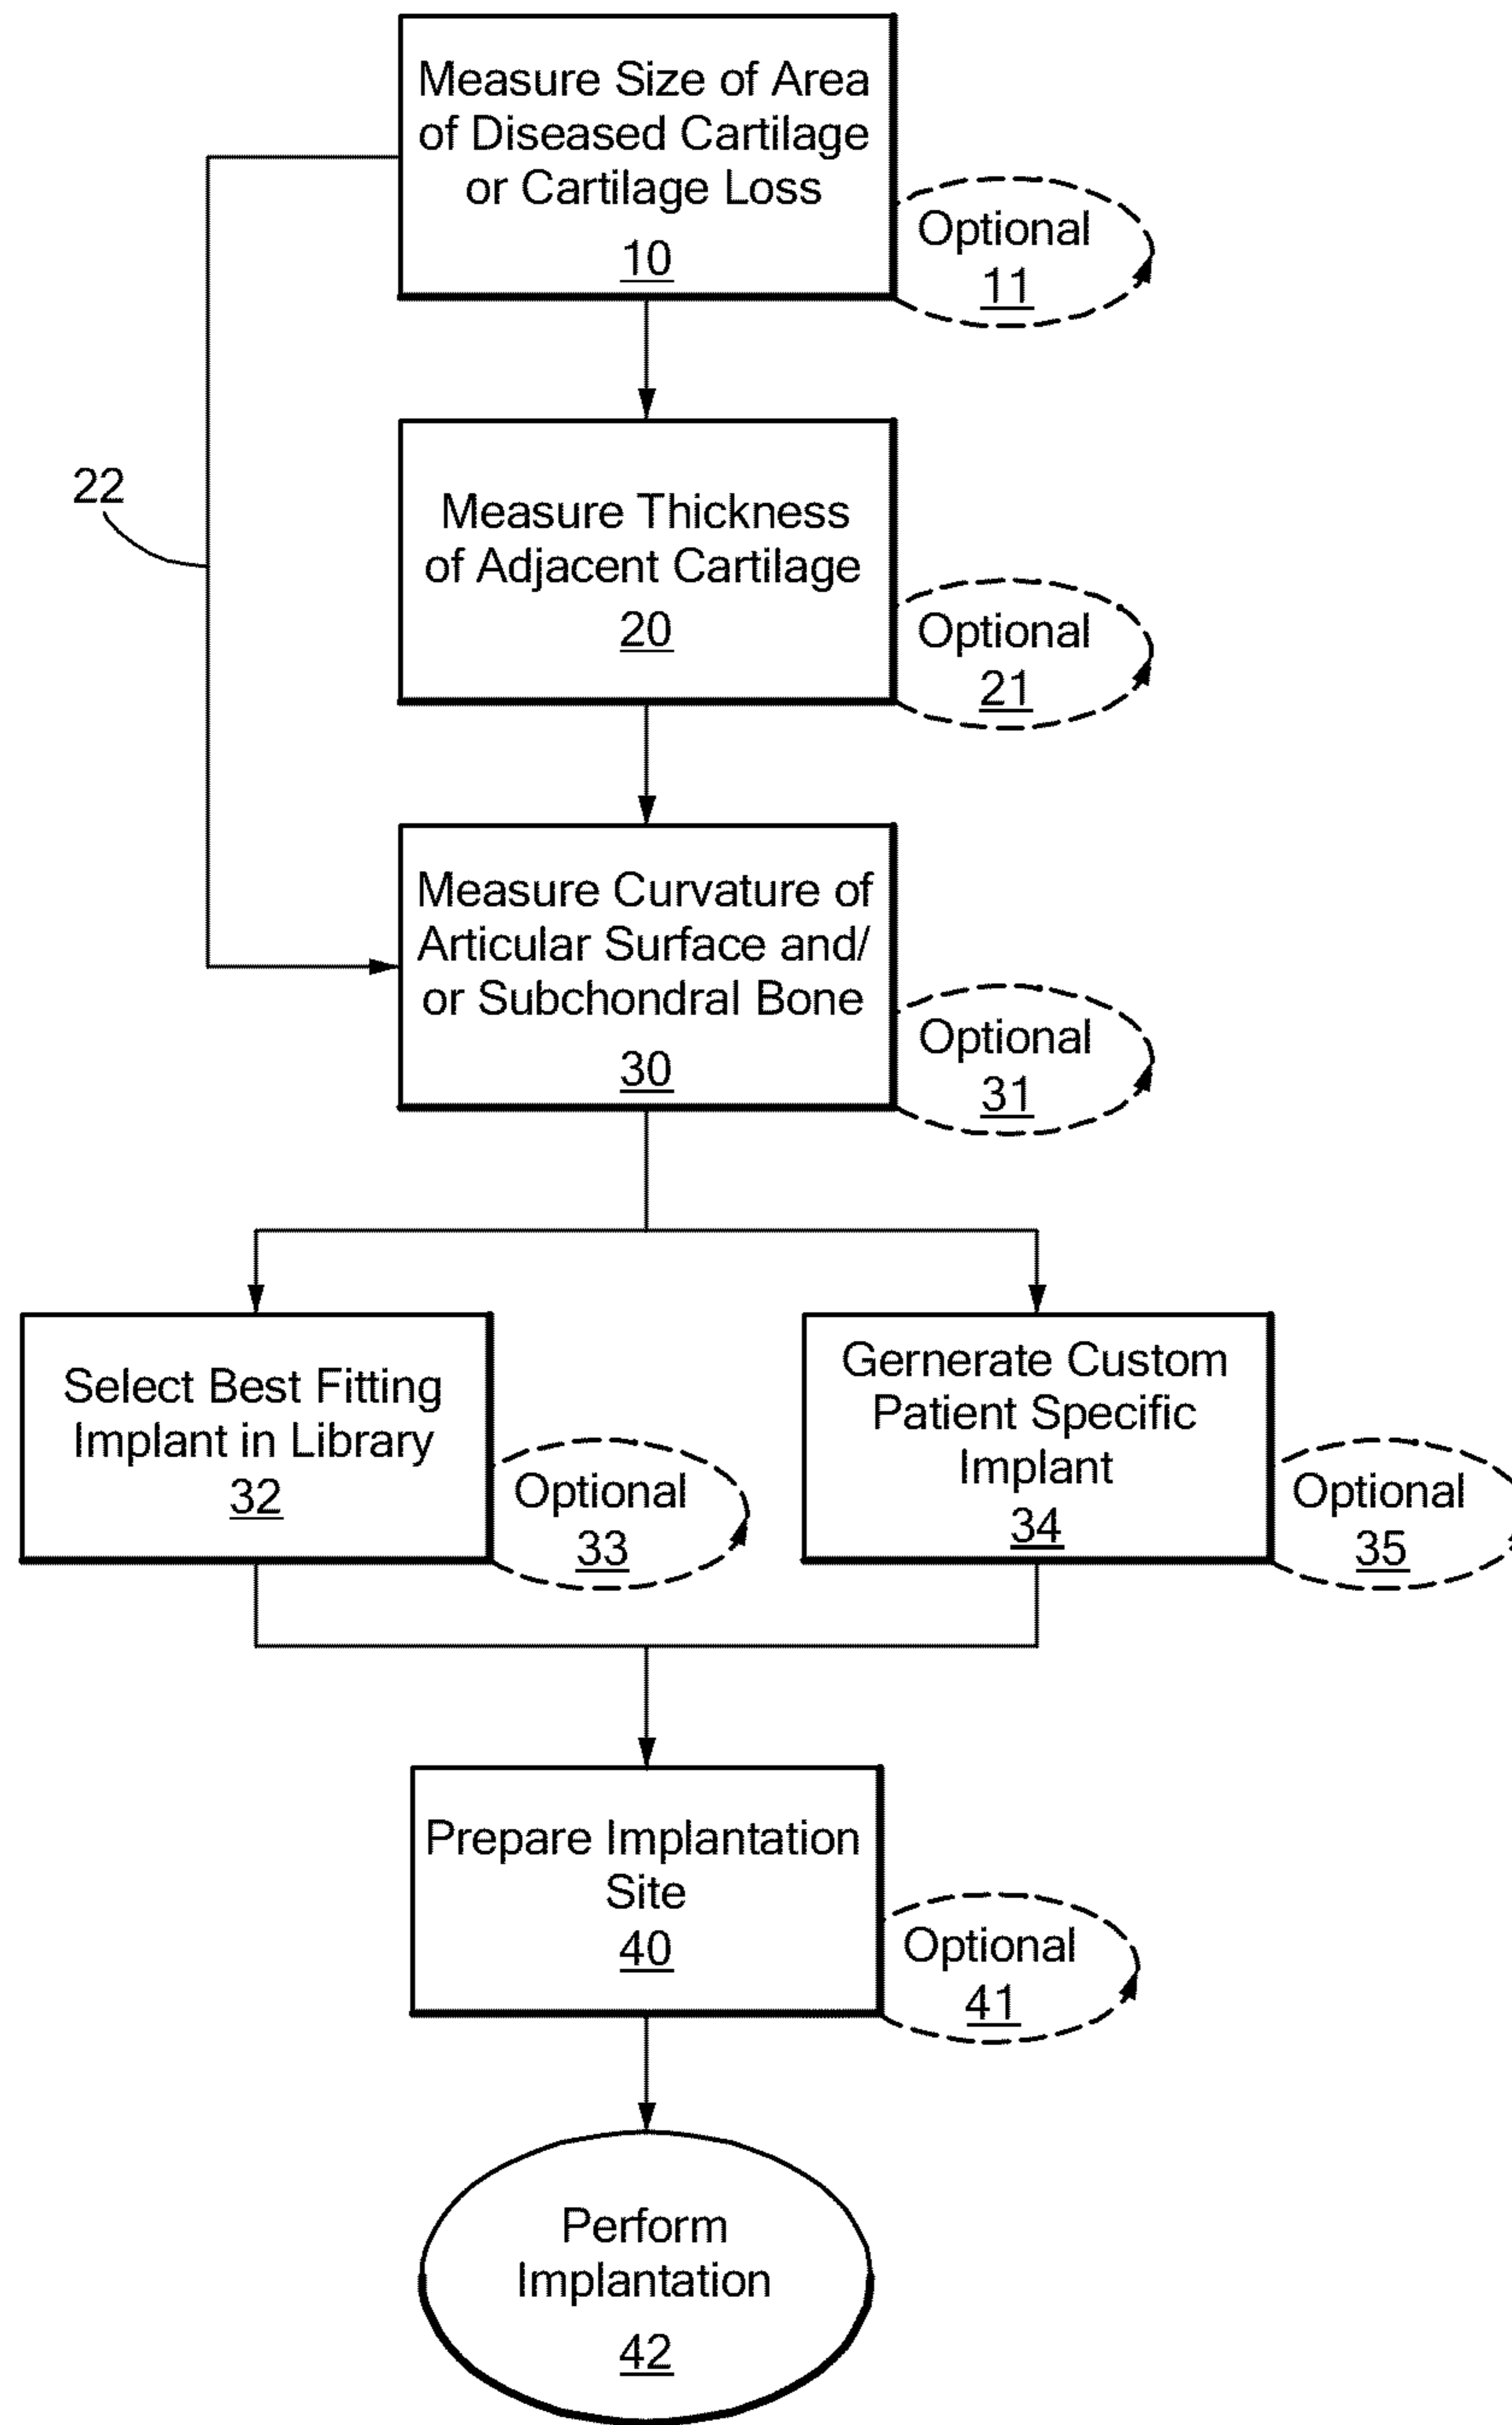 Measure Size of Area
of Diseased Cartilage
or Cartilage Loss
10
Optional
11
22
Measure Thickness
of Adjacent Cartilage
20
Optional
21
Measure Curvature of
Articular Surface and/
or Subchondral Bone
30
Optional
31
Select Best Fitting
Implant in Library
32
Optional
33
Gernerate Custom
Patient Specific
Implant
34
Optional
35
Prepare Implantation
Site
40
Optional
41
Perform
Implantation
42